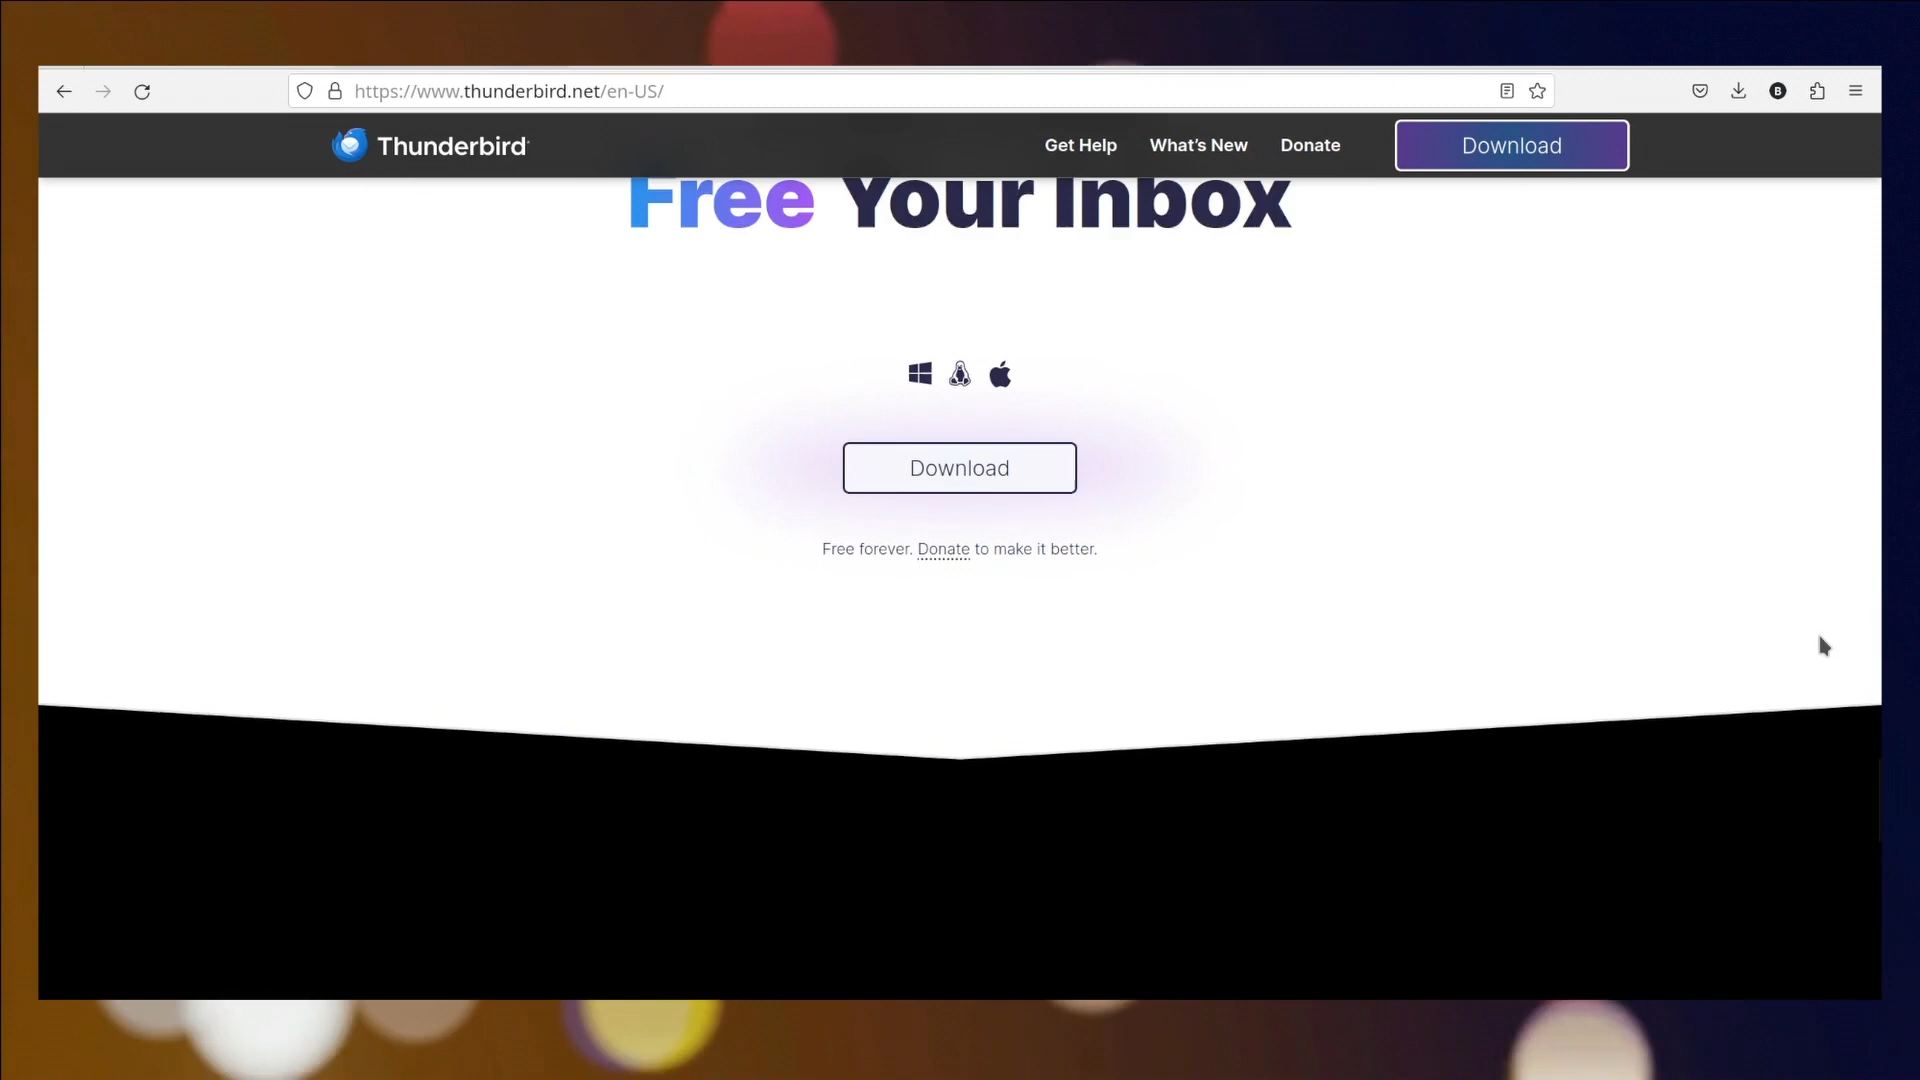 https://www.thunderbird.net/en-US/
B
Thunderbird
Get Help
What's New
Donate
Download
Free Your Inbox
Download
Free forever. Donate to make it better.